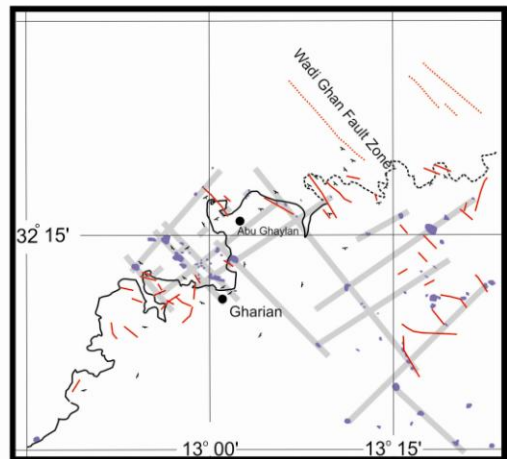 Wadi Ghan Fault Zone
32° 15'
Abu Ghaylan
Gharian
13° 00'
13° 15'